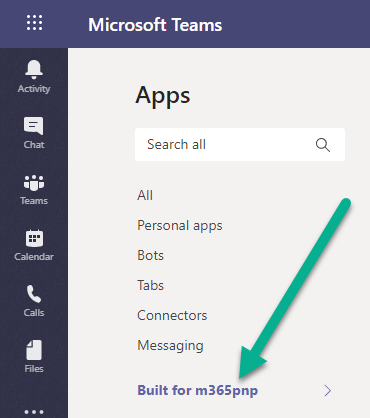 Microsoft Teams
Activity
Chat
Teams
Calendar
Calls
Files
Apps
Search all
All
Personal apps
Bots
Tabs
Connectors
Messaging
Built for m365pnp